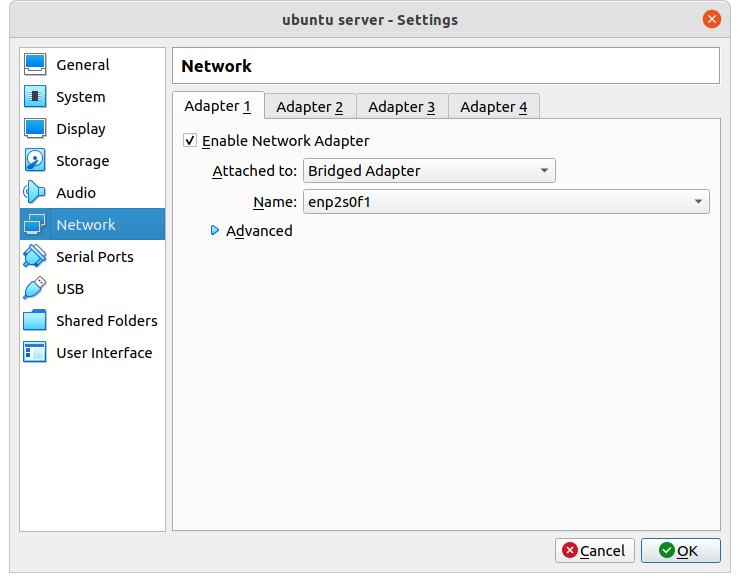 ubuntu server - Settings
General
System
Display
Storage
Audio
Network
Serial Ports
USB
Shared Folders
User Interface
Network
Adapter 1 Adapter 2 Adapter 3 Adapter 4
Enable Network Adapter
Attached to: Bridged Adapter
Name: enp2s0f1
Advanced
Cancel OK